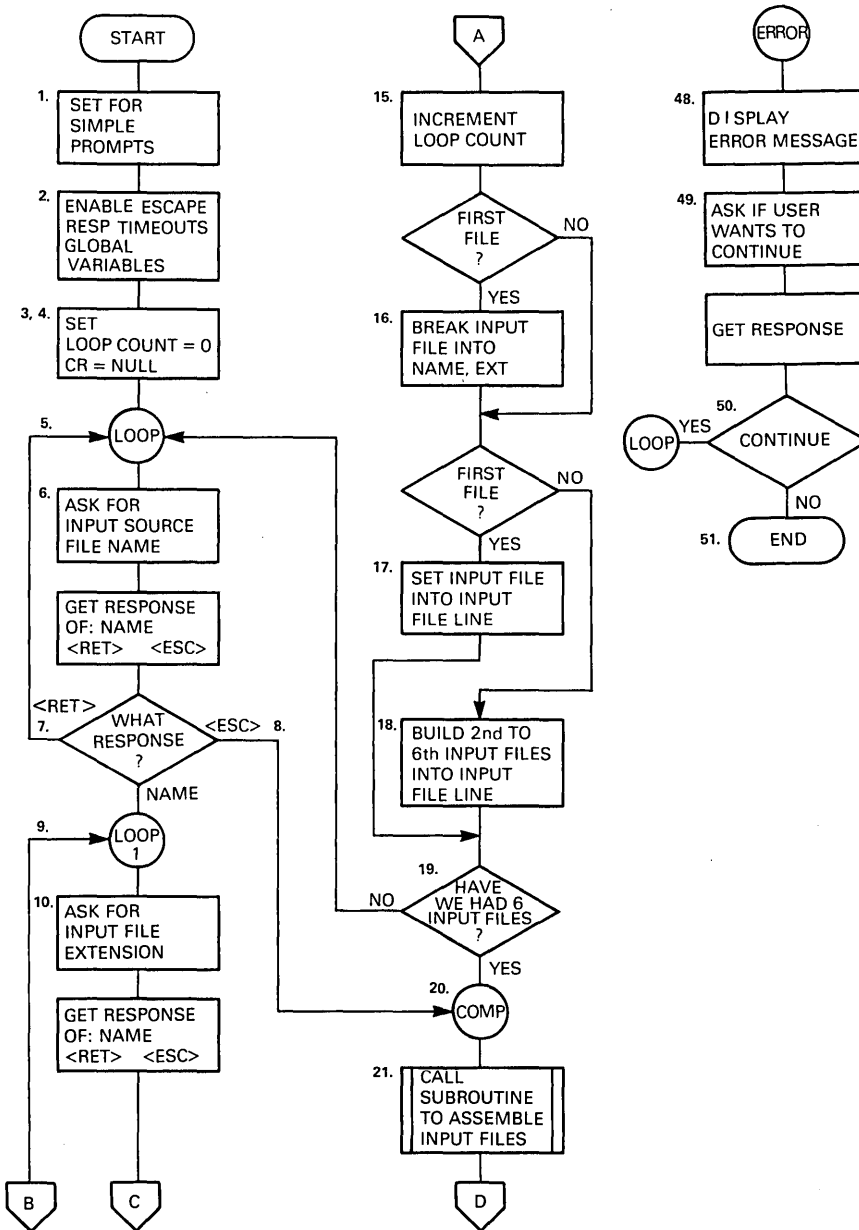 START
1.
SET FOR
SIMPLE
PROMPTS
2.
ENABLE ESCAPE
RESP TIMEOUTS
GLOBAL
VARIABLES
3, 4.
SET
LOOP COUNT = 0
CR = NULL
5.
LOOP
6.
ASK FOR
INPUT SOURCE
FILE NAME
GET RESPONSE
OF: NAME
<RET> <ESC>
<RET>
7.
WHAT
RESPONSE
?
<ESC> 8.
NAME
9.
LOOP
1
10.
ASK FOR
INPUT FILE
EXTENSION
GET RESPONSE
OF: NAME
<RET> <ESC>
B
C
A
15.
INCREMENT
LOOP COUNT
FIRST
FILE
?
NO
YES
16.
BREAK INPUT
FILE INTO
NAME, EXT
FIRST
FILE
?
NO
YES
17.
SET INPUT FILE
INTO INPUT
FILE LINE
18.
BUILD 2nd TO
6th INPUT FILES
INTO INPUT
FILE LINE
19.
HAVE
WE HAD 6
INPUT FILES
?
NO
YES
20.
COMP
21.
CALL
SUBROUTINE
TO ASSEMBLE
INPUT FILES
D
ERROR
48.
DISPLAY
ERROR MESSAGE
49.
ASK IF USER
WANTS TO
CONTINUE
GET RESPONSE
50.
LOOP
YES
CONTINUE
NO
51.
END